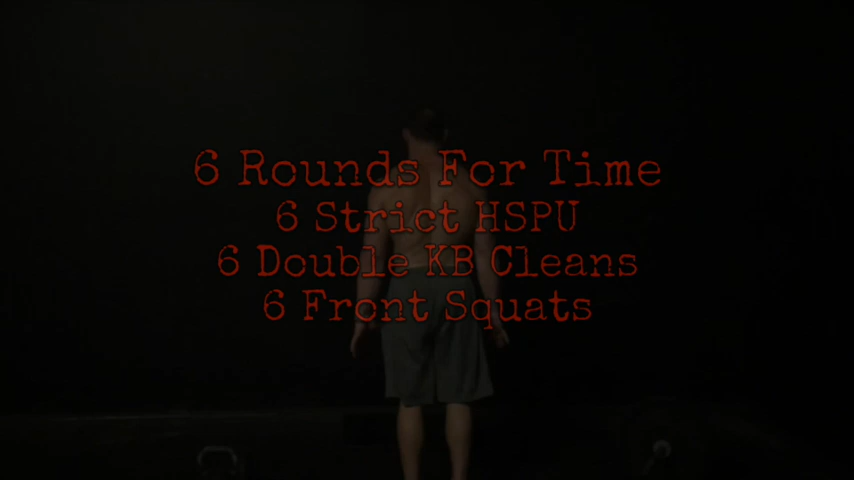 6 Rounds For Time
6 Strict HSPU
6 Double KB Cleans
6 Front Squats